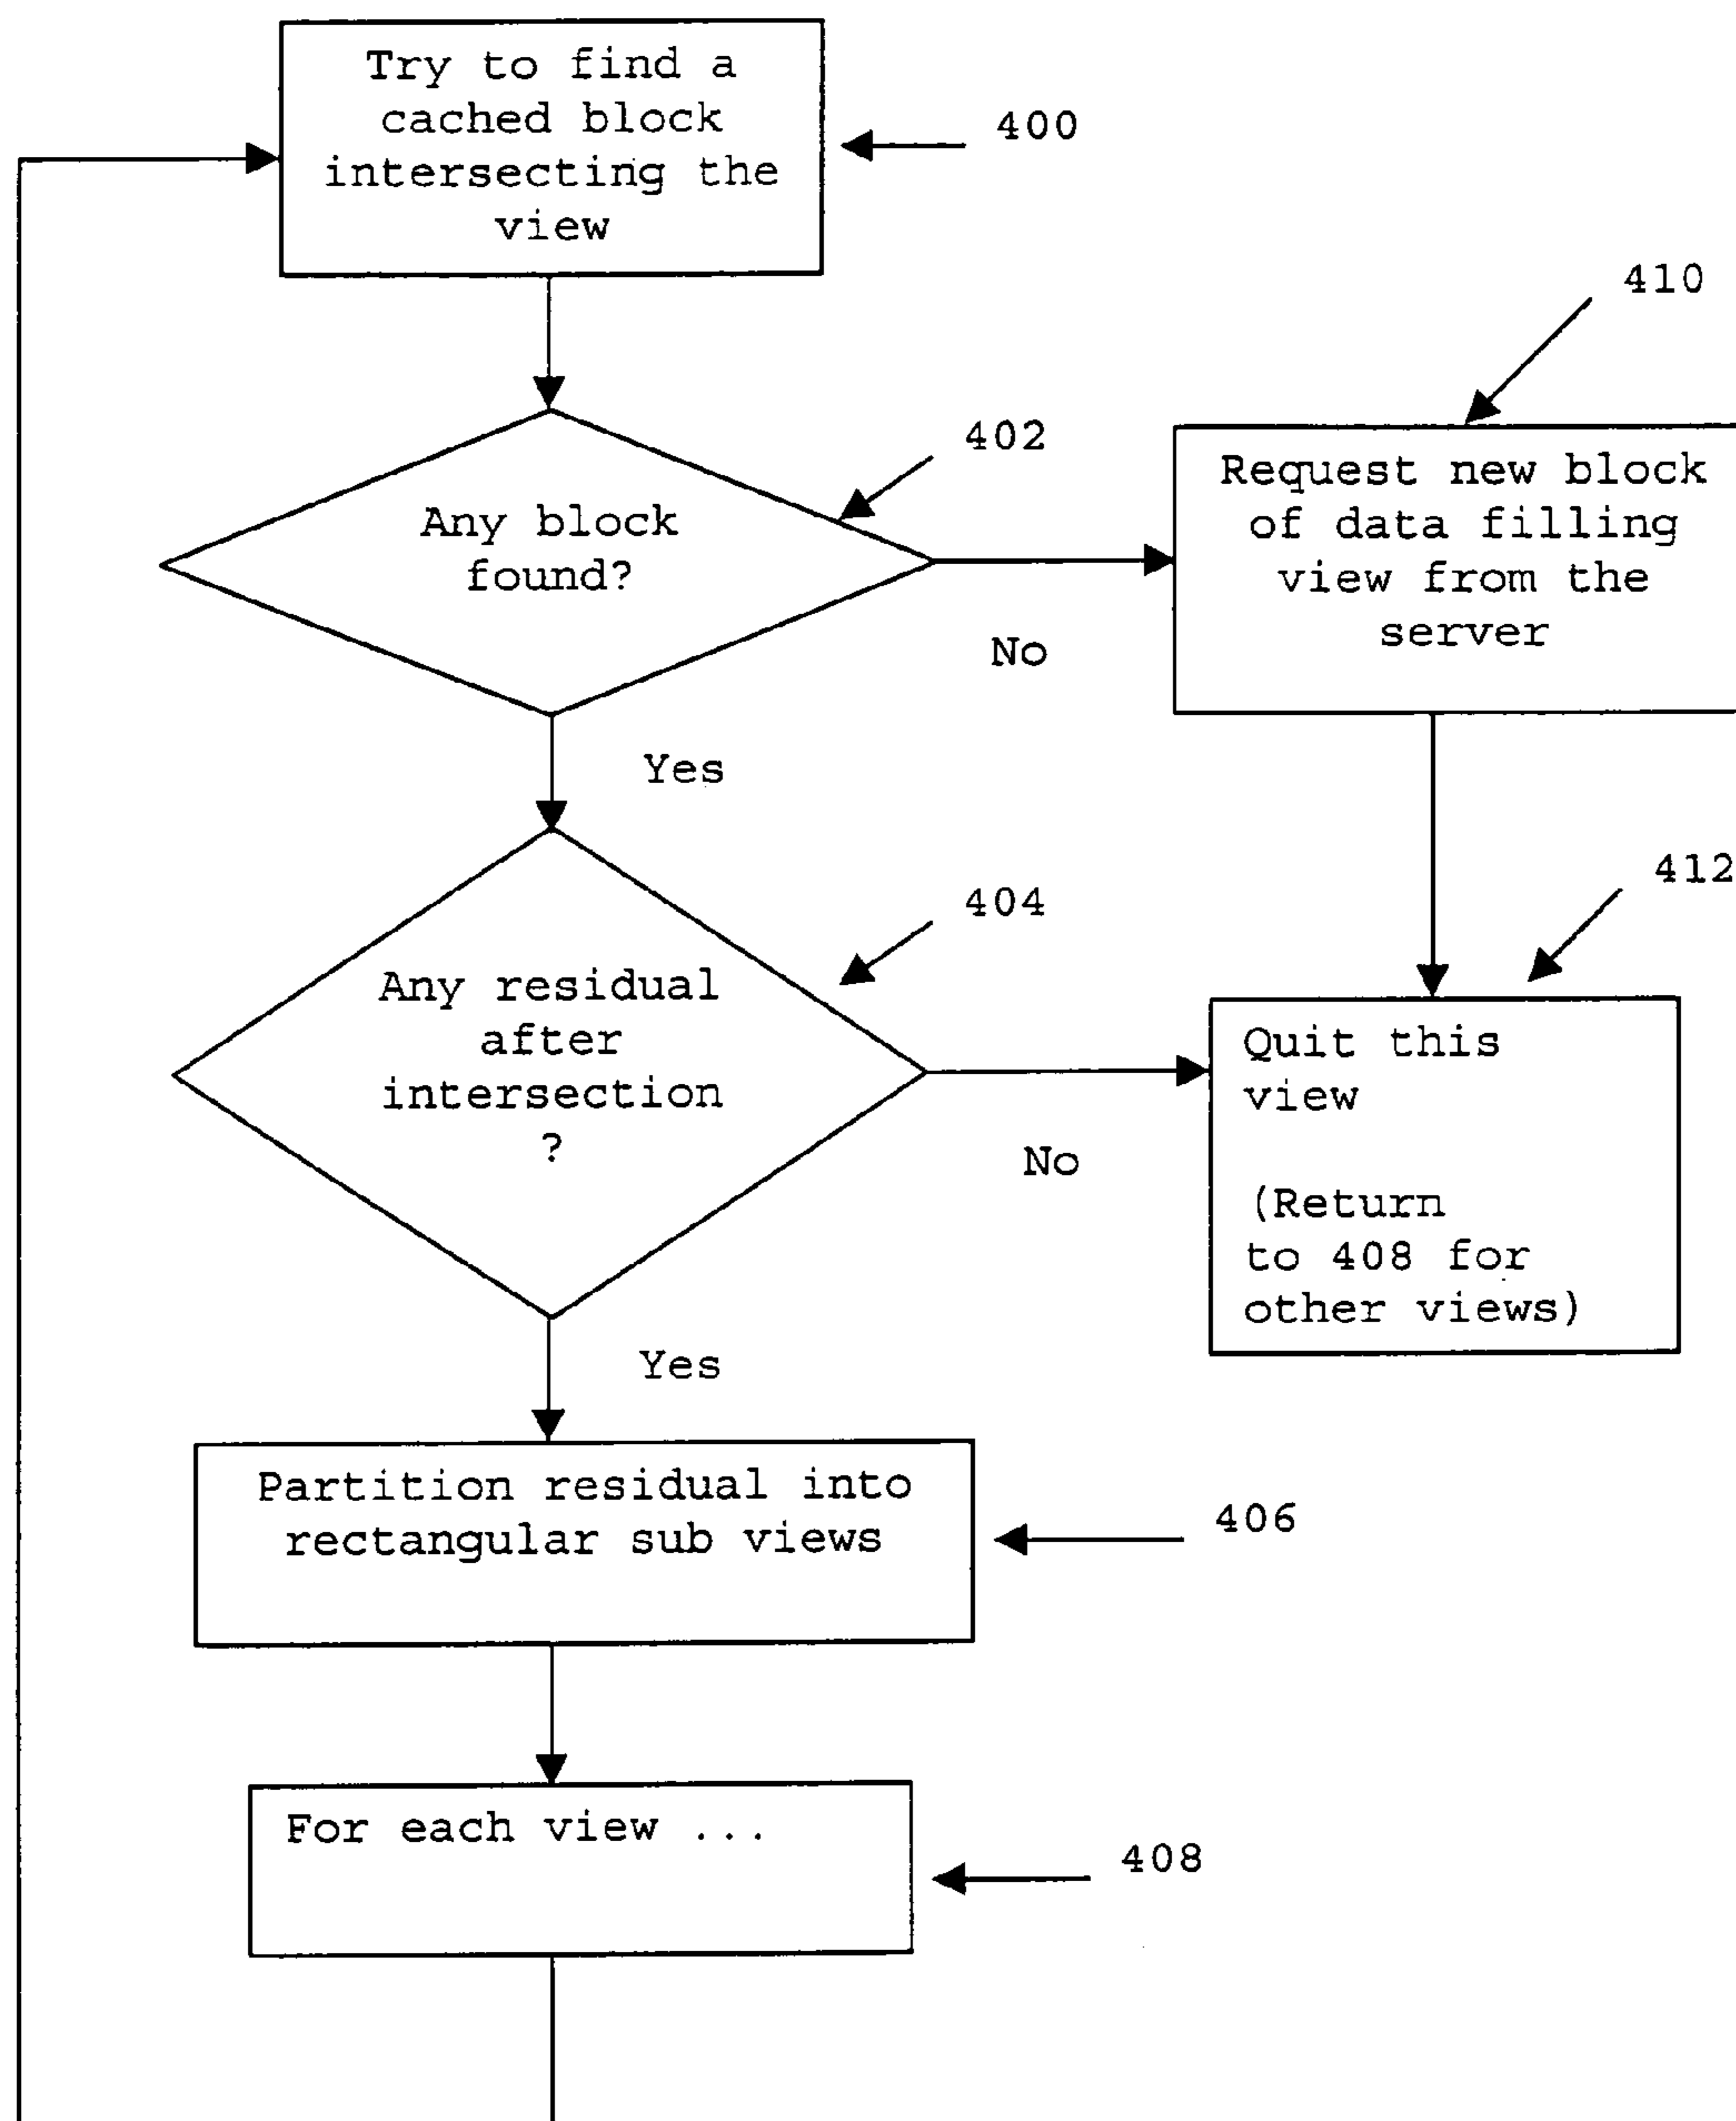 Try to find a
cached block
intersecting the
view
400
410
402
Any block
found?
Request new block
of data filling
view from the
server
No
Yes
412
404
Any residual
after
intersection
?
Quit this
view
(Return
to 408 for
other views)
No
Yes
Partition residual into
rectangular sub views
406
For each view ...
408